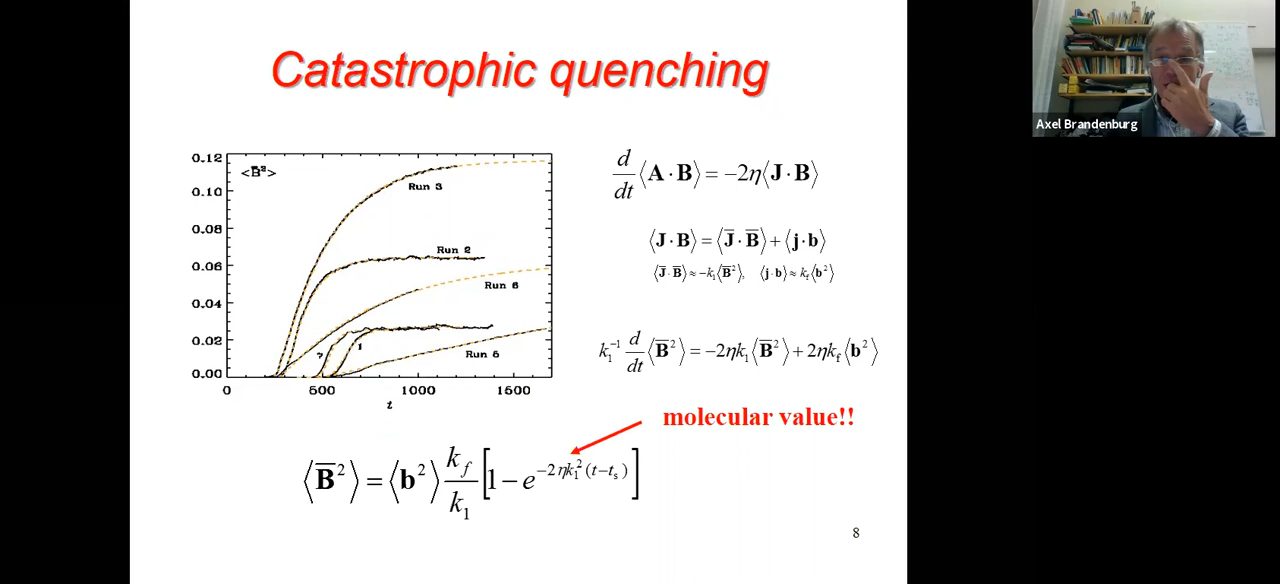 Catastrophic quenching
Axel Brandenburg
0.12
0.10
0.08
0.06
0.04
0.02
0.00
<B̄²>
Run 3
Run 2
Run 6
7
1
Run 5
0
500
1000
1500
t
d/dt ⟨A · B⟩ = −2η⟨J · B⟩
⟨J · B⟩ = ⟨J̄ · B̄⟩ + ⟨j · b⟩
⟨J̄ · B̄⟩ ≈ −k₁⟨B̄²⟩, ⟨j · b⟩ ≈ k_f⟨b²⟩
k₁⁻¹ d/dt ⟨B̄²⟩ = −2ηk₁⟨B̄²⟩ + 2ηk_f⟨b²⟩
molecular value!!
⟨B̄²⟩ = ⟨b²⟩ k_f/k₁ [1 − e^{−2ηk₁²(t−t_s)}]
8